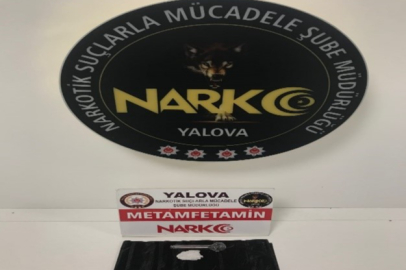 NARKOTİK SUÇLARLA MÜCADELE ŞUBE MÜDÜRLÜĞÜ
NARKO
YALOVA
YALOVA
NARKOTİK SUÇLARLA MÜCADELE
ŞUBE MÜDÜRLÜĞÜ
METAMFETAMİN
NARKO